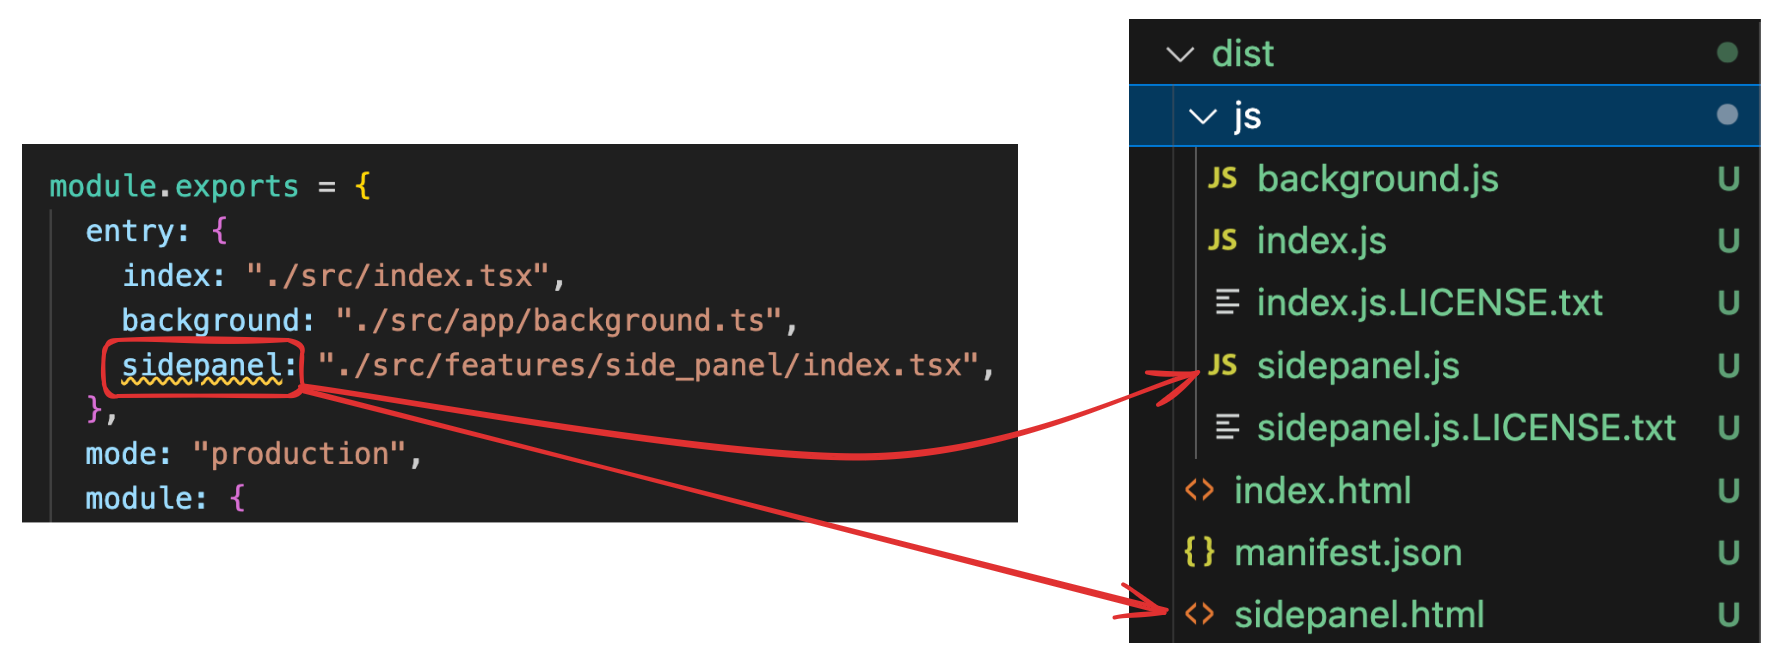 module.exports = {
entry: {
index: "./src/index.tsx",
background: "./src/app/background.ts",
sidepanel: "./src/features/side_panel/index.tsx",
},
mode: "production",
module: {
dist
js
JS background.js U
JS index.js U
index.js.LICENSE.txt U
JS sidepanel.js U
sidepanel.js.LICENSE.txt U
<> index.html U
{} manifest.json U
<> sidepanel.html U